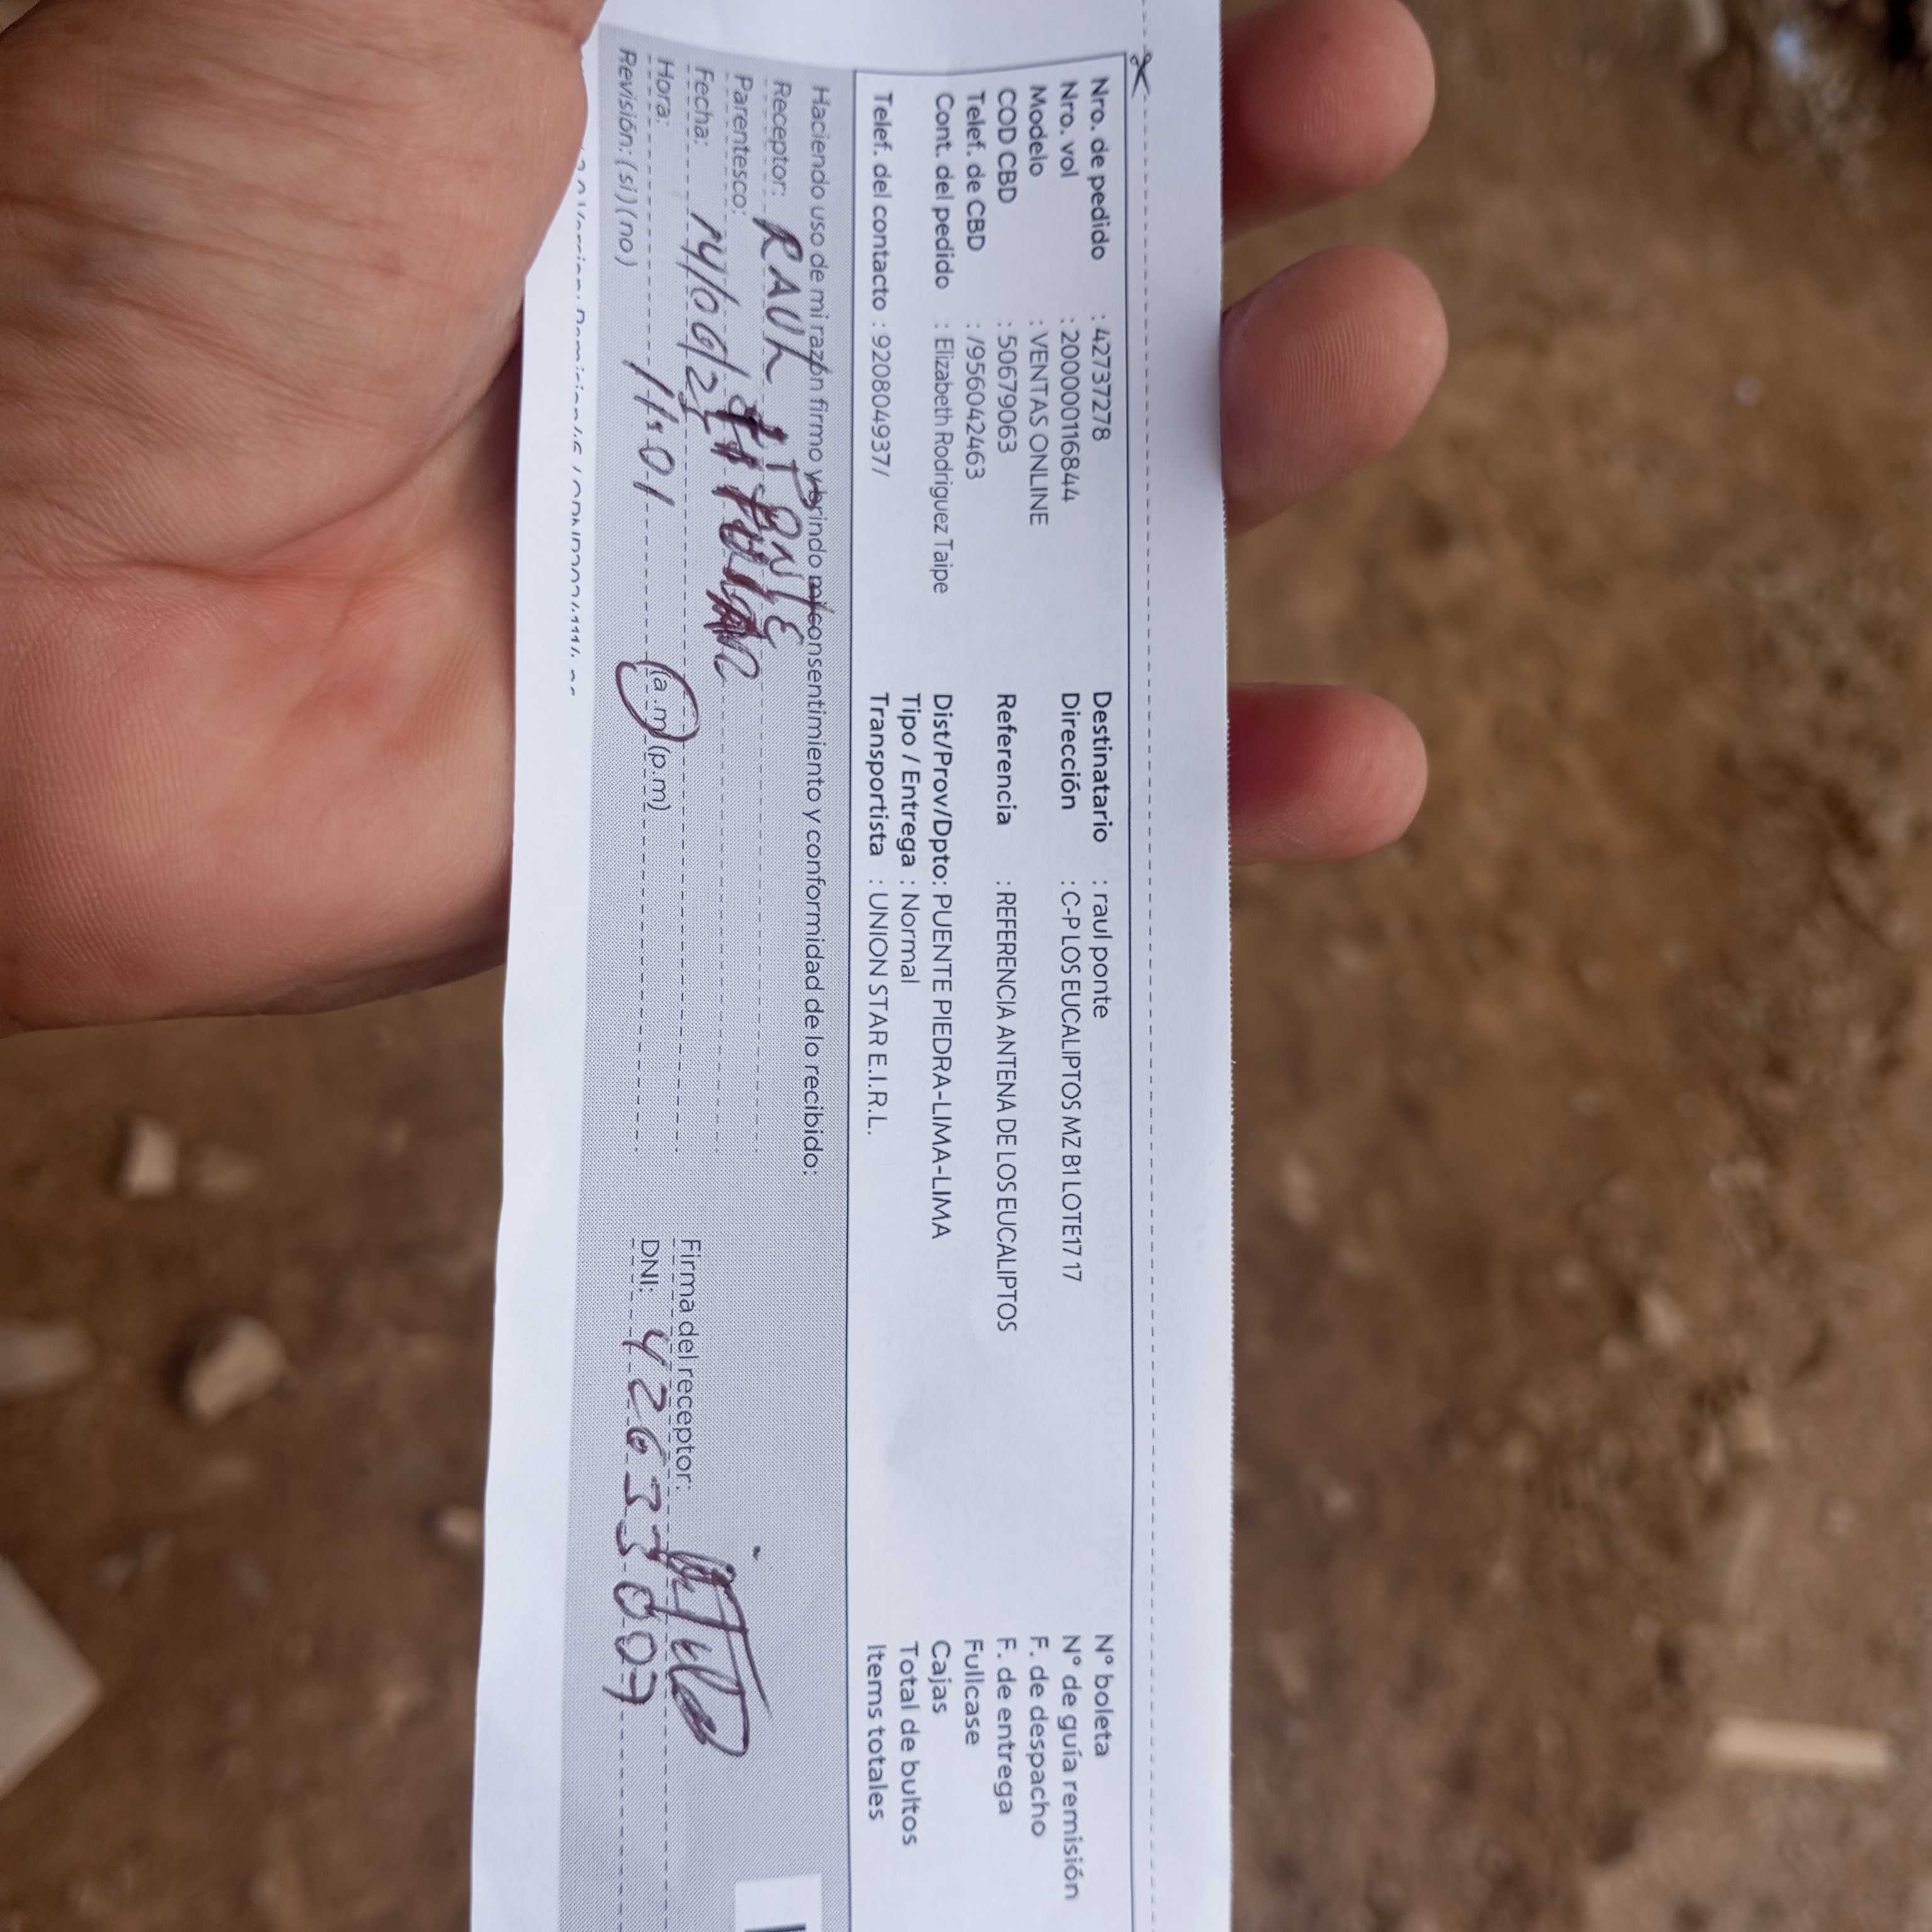 Nro. de pedido : 42737278
Nro. vol : 2000001168​44
Modelo : VENTAS ONLINE
COD CBD : 50679063
Telef. de CBD : /956042463
Cont. del pedido : Elizabeth Rodriguez Taipe
Telef. del contacto : 920804937/
Destinatario : raul ponte
Dirección : C-P LOS EUCALIPTOS MZ B1 LOTE17 17
Referencia : REFERENCIA ANTENA DE LOS EUCALIPTOS
Dist/Prov/Dpto: PUENTE PIEDRA-LIMA-LIMA
Tipo / Entrega : Normal
Transportista : UNION STAR E.I.R.L.
N° boleta
N° de guía remisión
F. de despacho
F. de entrega
Fullcase
Cajas
Total de bultos
Items totales
Haciendo uso de mi razón firmo y brindo mi consentimiento y conformidad de lo recibido:
Receptor: RAUL PONTE
Parentesco:
Fecha: 14/06/
Hora: 11:01 (a.m) (p.m)
Revisión: (si) (no)
Firma del receptor:
DNI: 42633007